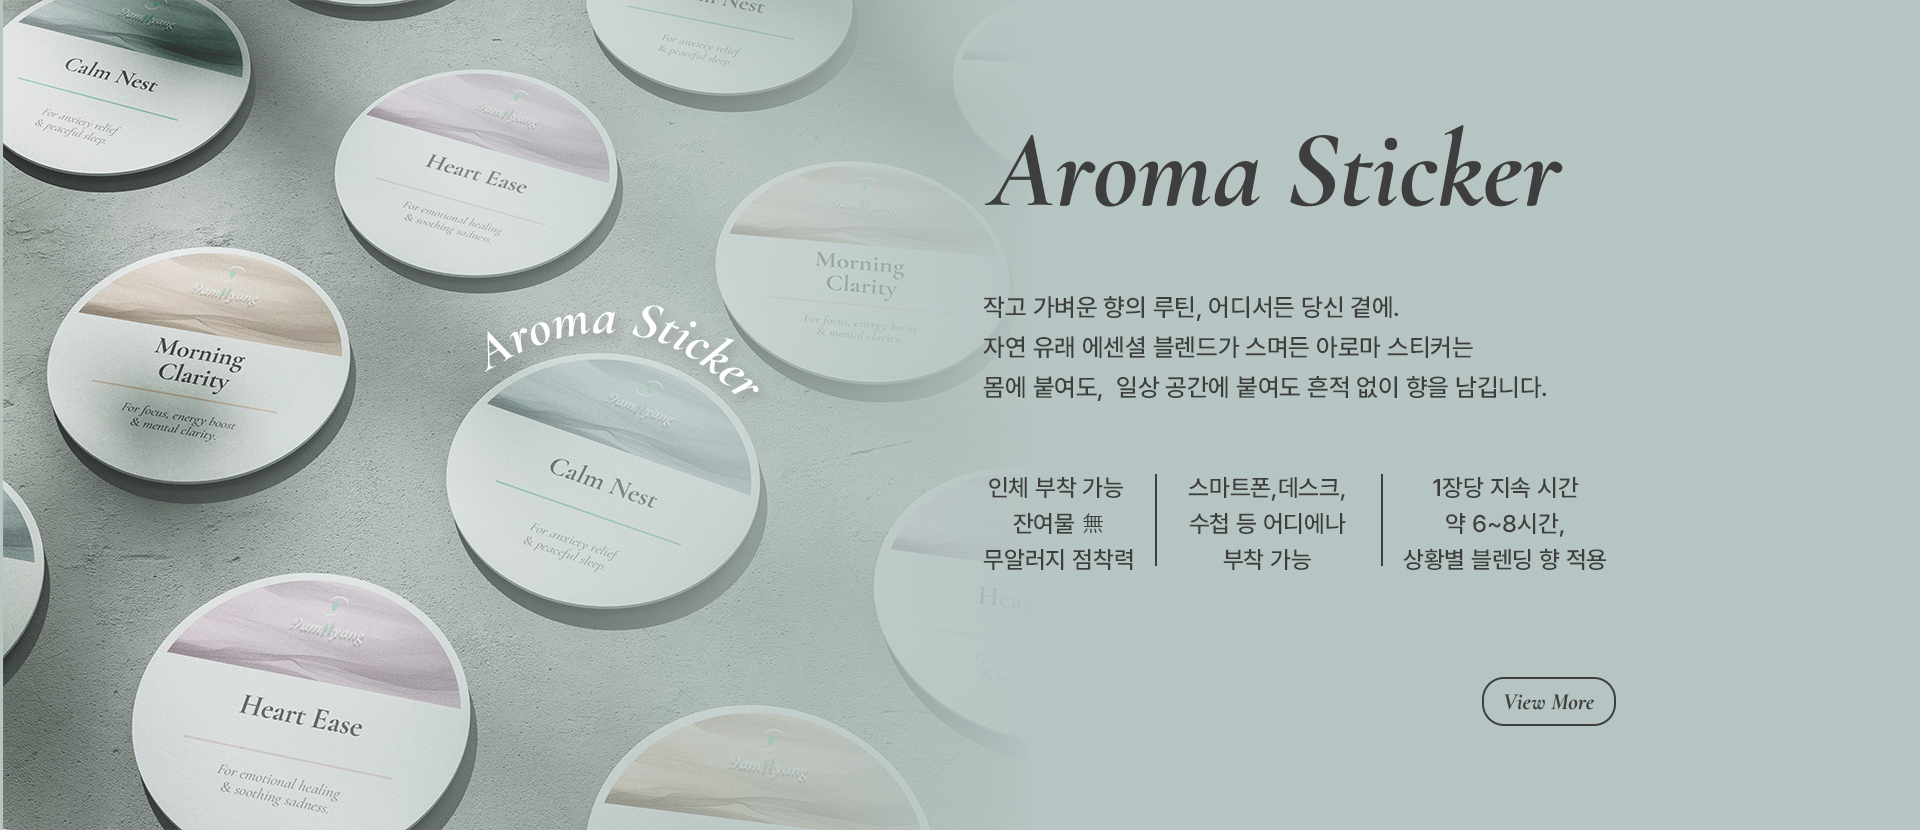 Calm Nest
For anxiety relief
& peaceful sleep.
Nest
For anxiety relief
& peaceful sleep.
Heart Ease
For emotional healing
& soothing sadness.
Morning
Clarity
For focus, energy boost
& mental clarity.
Morning
Clarity
For focus, energy boost
& mental clarity.
Aroma Sticker
Calm Nest
For anxiety relief
& peaceful sleep.
Heart Ease
For emotional healing
& soothing sadness.
Aroma Sticker
작고 가벼운 향의 루틴, 어디서든 당신 곁에.
자연 유래 에센셜 블렌드가 스며든 아로마 스티커는
몸에 붙여도, 일상 공간에 붙여도 흔적 없이 향을 남깁니다.
인체 부착 가능
잔여물 無
무알러지 점착력
스마트폰,데스크,
수첩 등 어디에나
부착 가능
1장당 지속 시간
약 6~8시간,
상황별 블렌딩 향 적용
View More